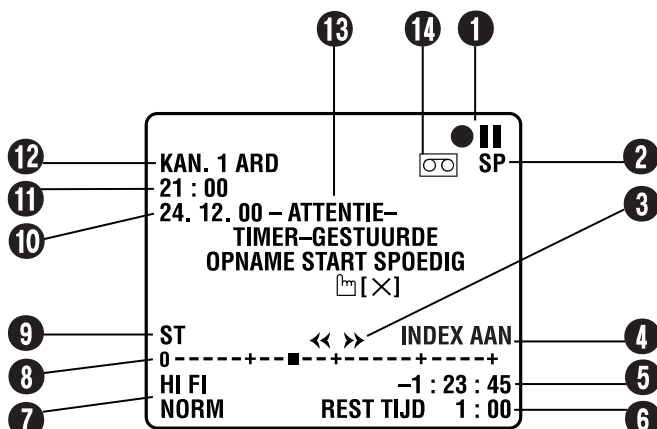 13 14 1
12 KAN. 1 ARD SP 2
11 21 : 00
10 24. 12. 00 – ATTENTIE– 3
TIMER–GESTUURDE
OPNAME START SPOEDIG
[×]
9 ST « » INDEX AAN 4
8 0 - - - - - + - - ■ - - + - - - - - + - - - - + 5
HI FI –1 : 23 : 45
7 NORM REST TIJD 1 : 00 6